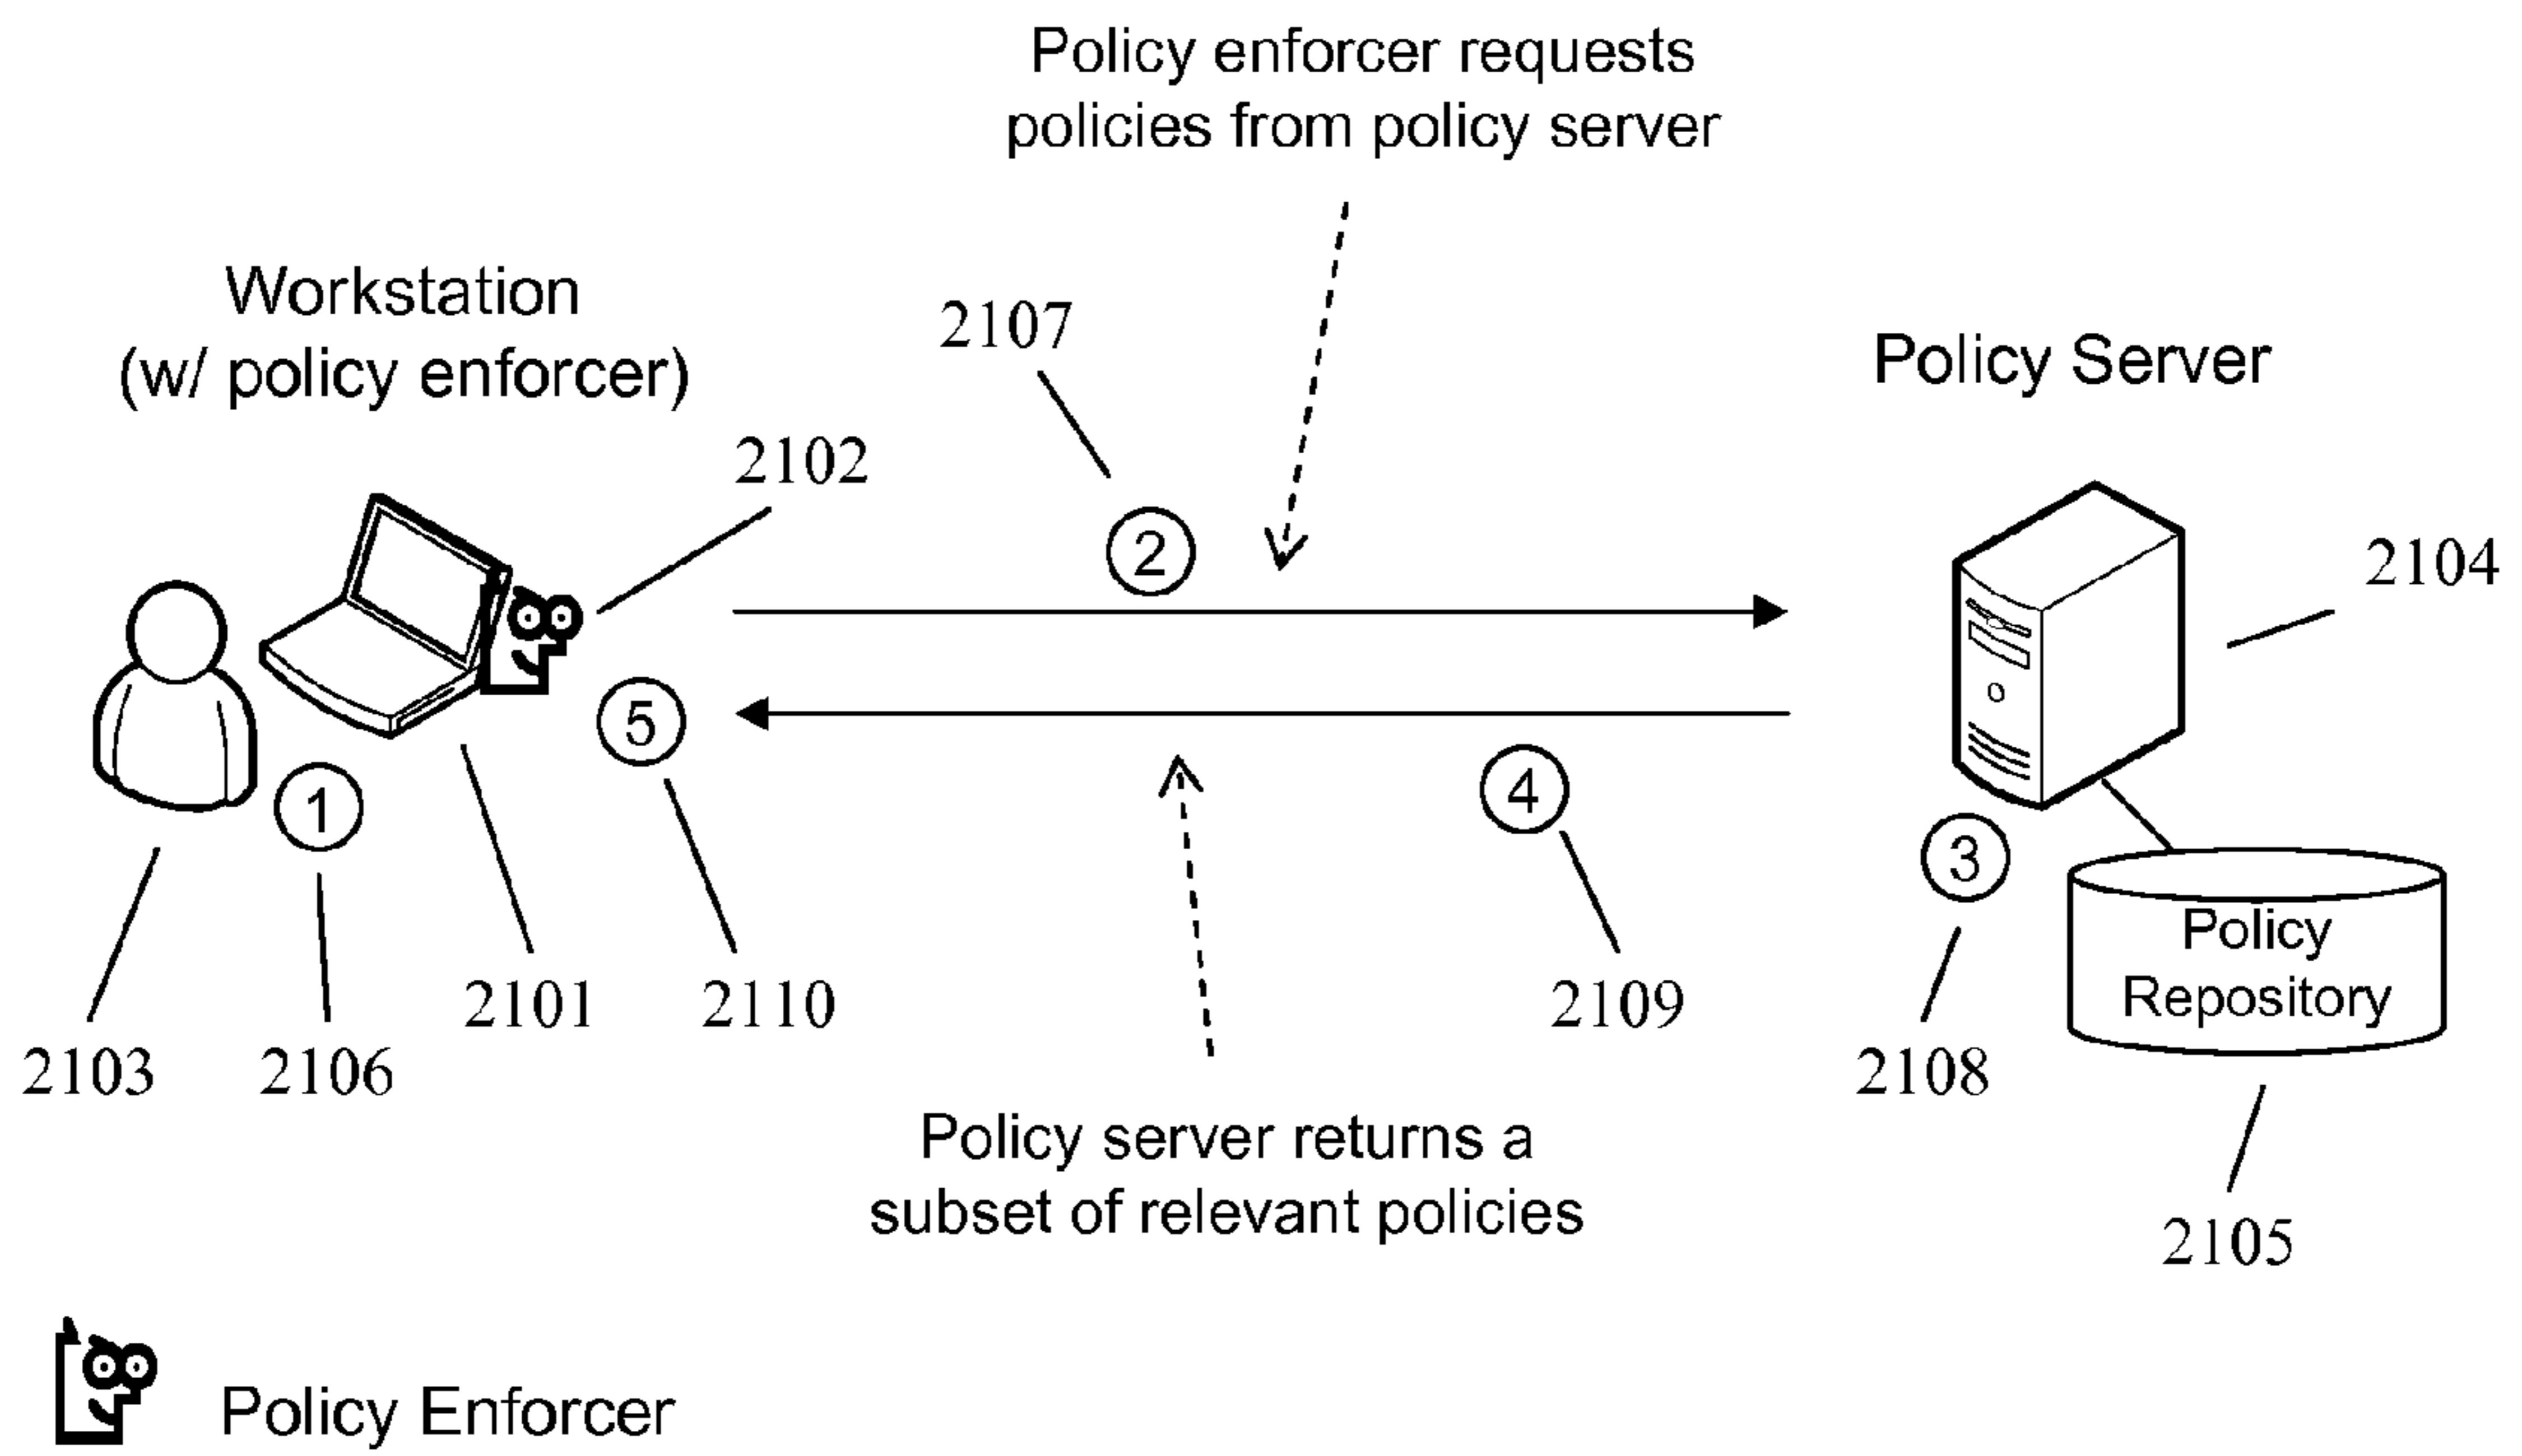 Policy enforcer requests
policies from policy server
Workstation
(w/ policy enforcer)
2107
Policy Server
2102
2104
2
5
4
1
3
Policy
Repository
2101
2110
2109
2103
2106
2108
Policy server returns a
subset of relevant policies
2105
Policy Enforcer